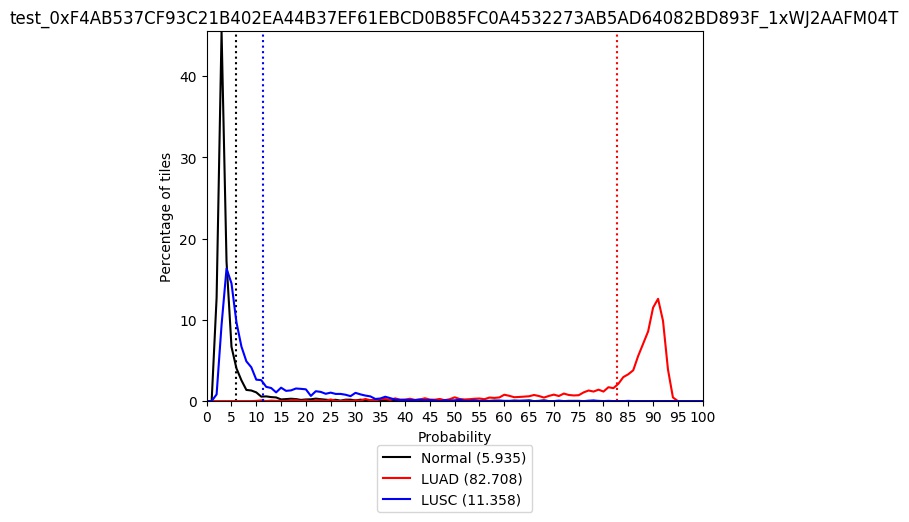 test_0xF4AB537CF93C21B402EA44B37EF61EBCD0B85FC0A4532273AB5AD64082BD893F_1xWJ2AAFM04T
40
30
20
10
0
Percentage of tiles
0 5 10 15 20 25 30 35 40 45 50 55 60 65 70 75 80 85 90 95 100
Probability
Normal (5.935)
LUAD (82.708)
LUSC (11.358)